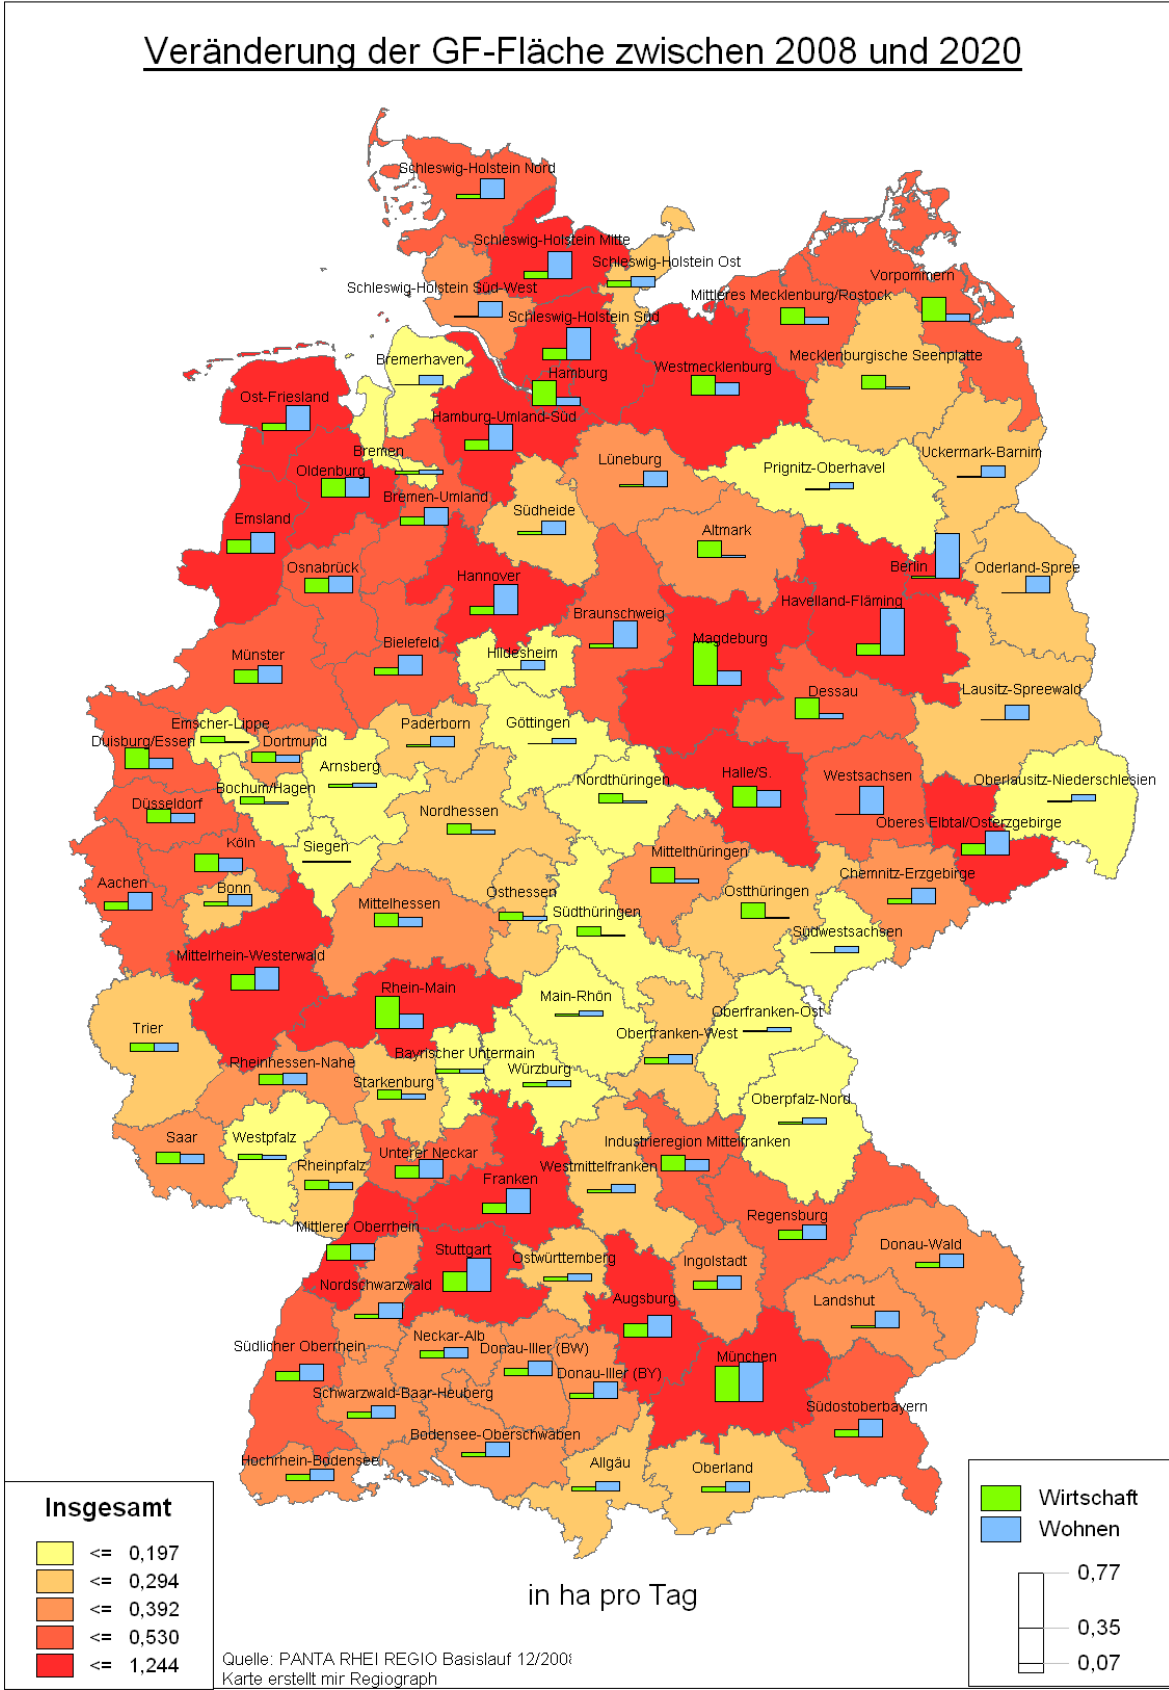 Veränderung der GF-Fläche zwischen 2008 und 2020
Schleswig-Holstein Nord
Schleswig-Holstein Mitte
Schleswig-Holstein Ost
Vorpommern
Schleswig-Holstein Süd-West
Mittleres Mecklenburg/Rostock
Schleswig-Holstein Süd
Bremerhaven
Mecklenburgische Seenplatte
Westmecklenburg
Hamburg
Ost-Friesland
Hamburg-Umland-Süd
Bremen
Lüneburg
Uckermark-Barnim
Prignitz-Oberhavel
Oldenburg
Bremen-Umland
Südheide
Emsland
Altmark
Osnabrück
Hannover
Berlin
Oderland-Spree
Havelland-Fläming
Braunschweig
Magdeburg
Bielefeld
Hildesheim
Münster
Dessau
Lausitz-Spreewald
Emscher-Lippe
Paderborn
Göttingen
Duisburg/Essen
Dortmund
Arnsberg
Nordthüringen
Halle/S.
Westsachsen
Oberlausitz-Niederschlesien
Bochum/Hagen
Düsseldorf
Nordhessen
Oberes Elbtal/Osterzgebirge
Köln
Siegen
Mittelthüringen
Chemnitz-Erzgebirge
Aachen
Bonn
Mittelhessen
Osthessen
Ostthüringen
Südthüringen
Südwestsachsen
Mittelrhein-Westerwald
Rhein-Main
Main-Rhön
Oberfranken-Ost
Trier
Oberfranken-West
Bayrischer Untermain
Rheinhessen-Nahe
Würzburg
Starkenburg
Oberpfalz-Nord
Saar
Westpfalz
Unterer Neckar
Industrieregion Mittelfranken
Rheinpfalz
Franken
Westmittelfranken
Regensburg
Mittlerer Oberrhein
Stuttgart
Ostwürttemberg
Ingolstadt
Donau-Wald
Nordschwarzwald
Augsburg
Landshut
Südlicher Oberrhein
Neckar-Alb
Donau-Iller (BW)
München
Donau-Iller (BY)
Schwarzwald-Baar-Heuberg
Südostoberbayern
Bodensee-Oberschwaben
Hochrhein-Bodensee
Allgäu
Oberland
Insgesamt
<= 0,197
<= 0,294
<= 0,392
<= 0,530
<= 1,244
Wirtschaft
Wohnen
0,77
0,35
0,07
in ha pro Tag
Quelle: PANTA RHEI REGIO Basislauf 12/2008
Karte erstellt mir Regiograph